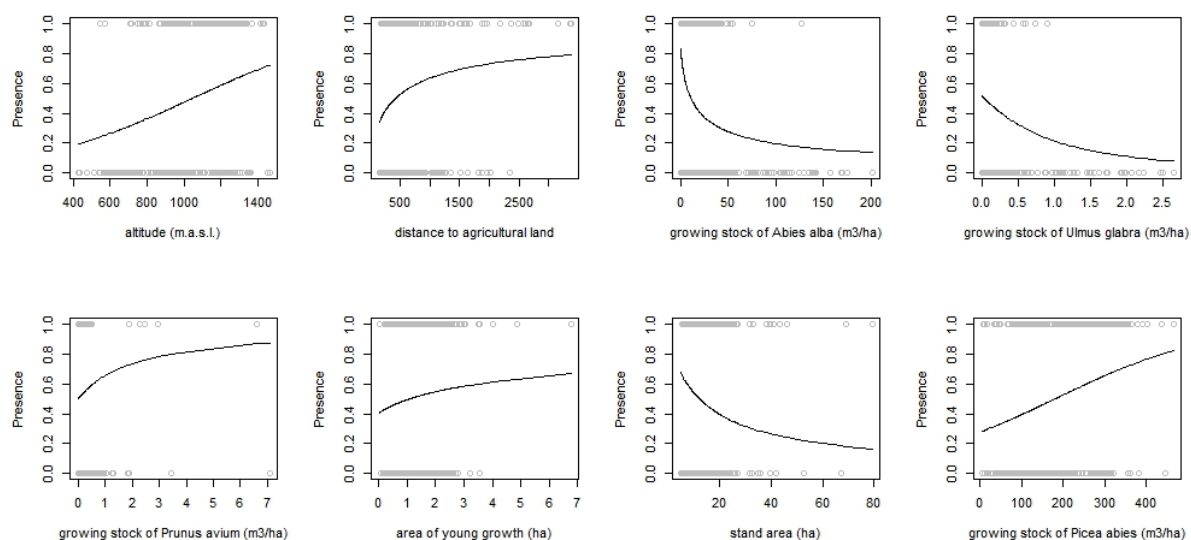 Presence
0.0 0.2 0.4 0.6 0.8 1.0
400 600 800 1000 1400
altitude (m.a.s.l.)
Presence
0.0 0.2 0.4 0.6 0.8 1.0
500 1500 2500
distance to agricultural land
Presence
0.0 0.2 0.4 0.6 0.8 1.0
0 50 100 150 200
growing stock of Abies alba (m3/ha)
Presence
0.0 0.2 0.4 0.6 0.8 1.0
0.0 0.5 1.0 1.5 2.0 2.5
growing stock of Ulmus glabra (m3/ha)
Presence
0.0 0.2 0.4 0.6 0.8 1.0
0 1 2 3 4 5 6 7
growing stock of Prunus avium (m3/ha)
Presence
0.0 0.2 0.4 0.6 0.8 1.0
0 1 2 3 4 5 6 7
area of young growth (ha)
Presence
0.0 0.2 0.4 0.6 0.8 1.0
20 40 60 80
stand area (ha)
Presence
0.0 0.2 0.4 0.6 0.8 1.0
0 100 200 300 400
growing stock of Picea abies (m3/ha)